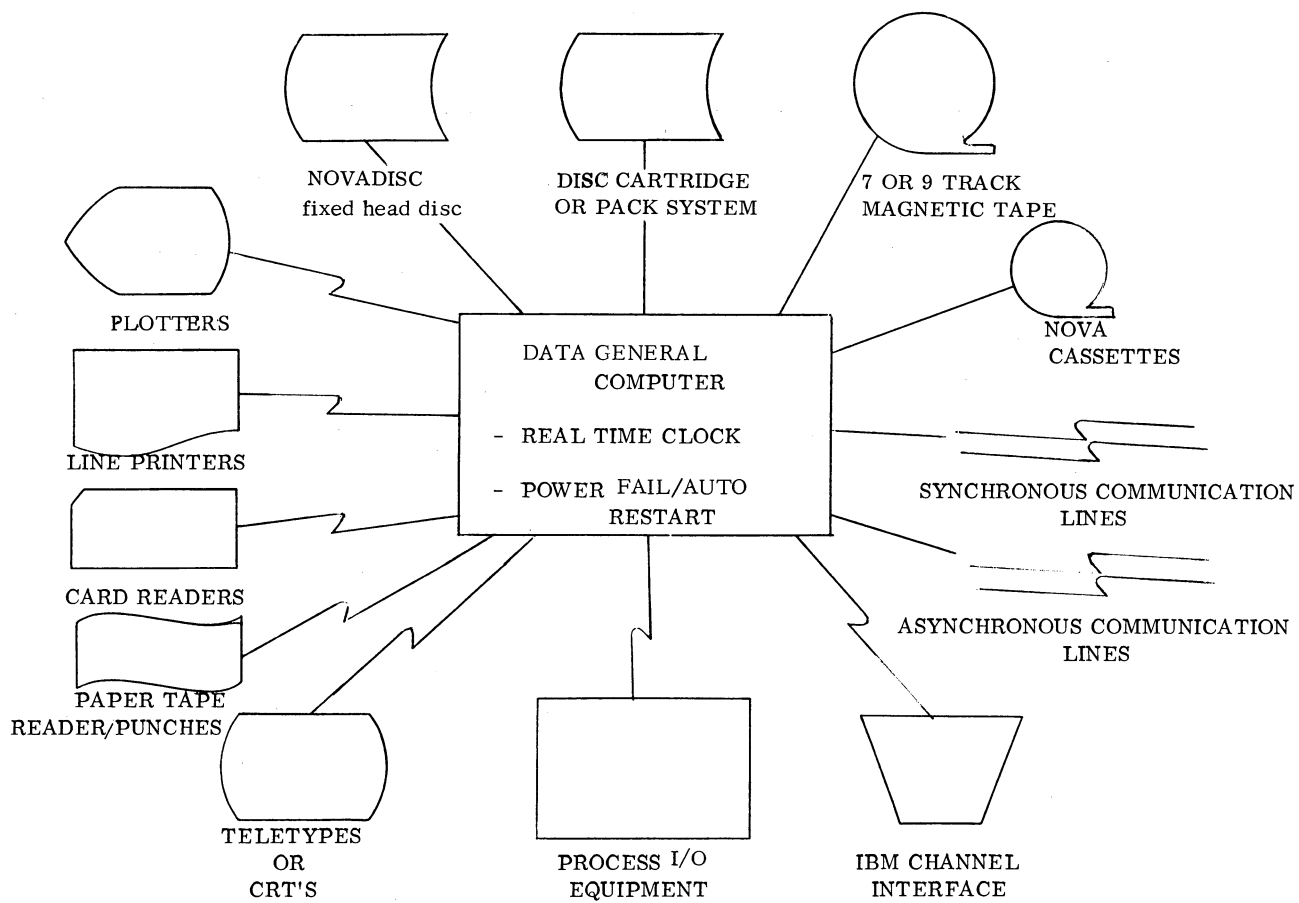 NOVADISC
fixed head disc
DISC CARTRIDGE
OR PACK SYSTEM
7 OR 9 TRACK
MAGNETIC TAPE
PLOTTERS
NOVA
CASSETTES
DATA GENERAL
COMPUTER
- REAL TIME CLOCK
- POWER FAIL/AUTO
RESTART
LINE PRINTERS
SYNCHRONOUS COMMUNICATION
LINES
CARD READERS
ASYNCHRONOUS COMMUNICATION
LINES
PAPER TAPE
READER/PUNCHES
TELETYPES
OR
CRT'S
PROCESS I/O
EQUIPMENT
IBM CHANNEL
INTERFACE